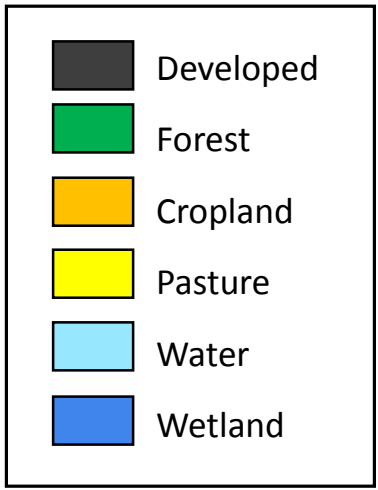 Developed
Forest
Cropland
Pasture
Water
Wetland